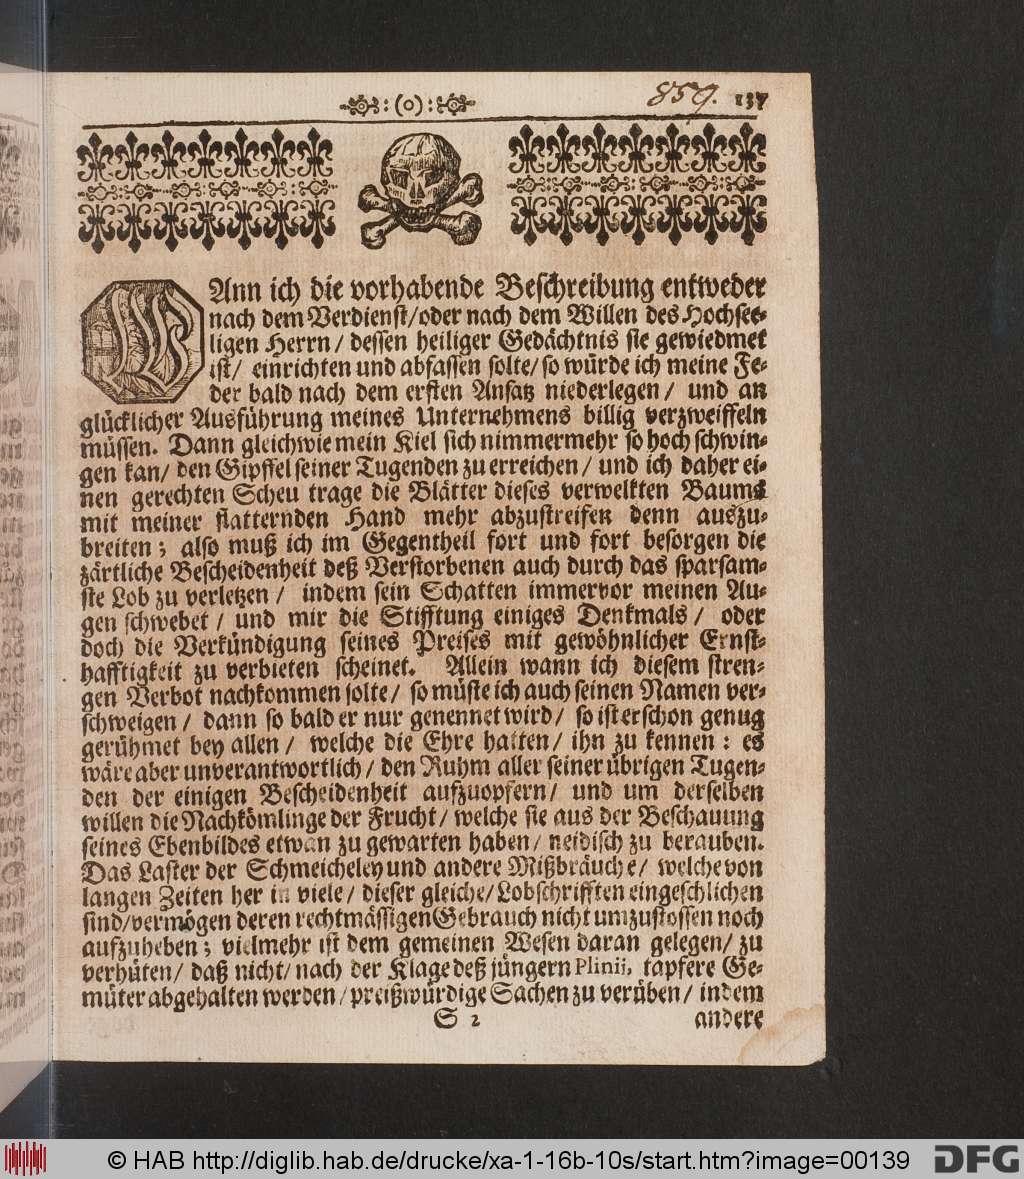 :(o): 859. 137
WAnn ich die vorhabende Beschreibung entweder
nach dem Verdienst/oder nach dem Willen des Hochsee-
ligen Herrn/ dessen heiliger Gedächtnis sie gewiedmet
ist/ einrichten und abfassen solte/ so würde ich meine Fe-
der bald nach dem ersten Ansatz niederlegen/ und an
glücklicher Ausführung meines Unternehmens billig verzweiffeln
müssen. Dann gleichwie mein Kiel sich nimmermehr so hoch schwin-
gen kan/ den Gipffel seiner Tugenden zu erreichen/ und ich daher ei-
nen gerechten Scheu trage die Blätter dieses verwelkten Baums
mit meiner flatternden Hand mehr abzustreifen denn auszu-
breiten; also muß ich im Gegentheil fort und fort besorgen die
zärtliche Bescheidenheit deß Verstorbenen auch durch das sparsam-
ste Lob zu verletzen/ indem sein Schatten immer vor meinen Au-
gen schwebet/ und mir die Stifftung einiges Denkmals/ oder
doch die Verkündigung seines Preises mit gewöhnlicher Ernst-
hafftigkeit zu verbieten scheinet. Allein wann ich diesem stren-
gen Verbot nachkommen solte/ so müste ich auch seinen Namen ver-
schweigen/ dann so bald er nur genennet wird/ so ist er schon genug
gerühmet bey allen/ welche die Ehre hatten/ ihn zu kennen: es
wäre aber unverantwortlich/ den Ruhm aller seiner übrigen Tugen-
den der einigen Bescheidenheit aufzuopfern/ und um derselben
willen die Nachkömlinge der Frucht/ welche sie aus der Beschauung
seines Ebenbildes etwan zu gewarten haben/ neidisch zu berauben.
Das Laster der Schmeicheley und andere Mißbräuche/ welche von
langen Zeiten her in viele/ dieser gleiche/ Lobschrifften eingeschlichen
sind/ vermögen deren rechtmässigen Gebrauch nicht umzustossen noch
aufzuheben; vielmehr ist dem gemeinen Wesen daran gelegen/ zu
verhüten/ daß nicht/ nach der Klage deß jüngern Plinii, tapfere Ge-
müter abgehalten werden/ preißwürdige Sachen zu verüben/ indem
S 2 andere
© HAB http://diglib.hab.de/drucke/xa-1-16b-10s/start.htm?image=00139 DFG